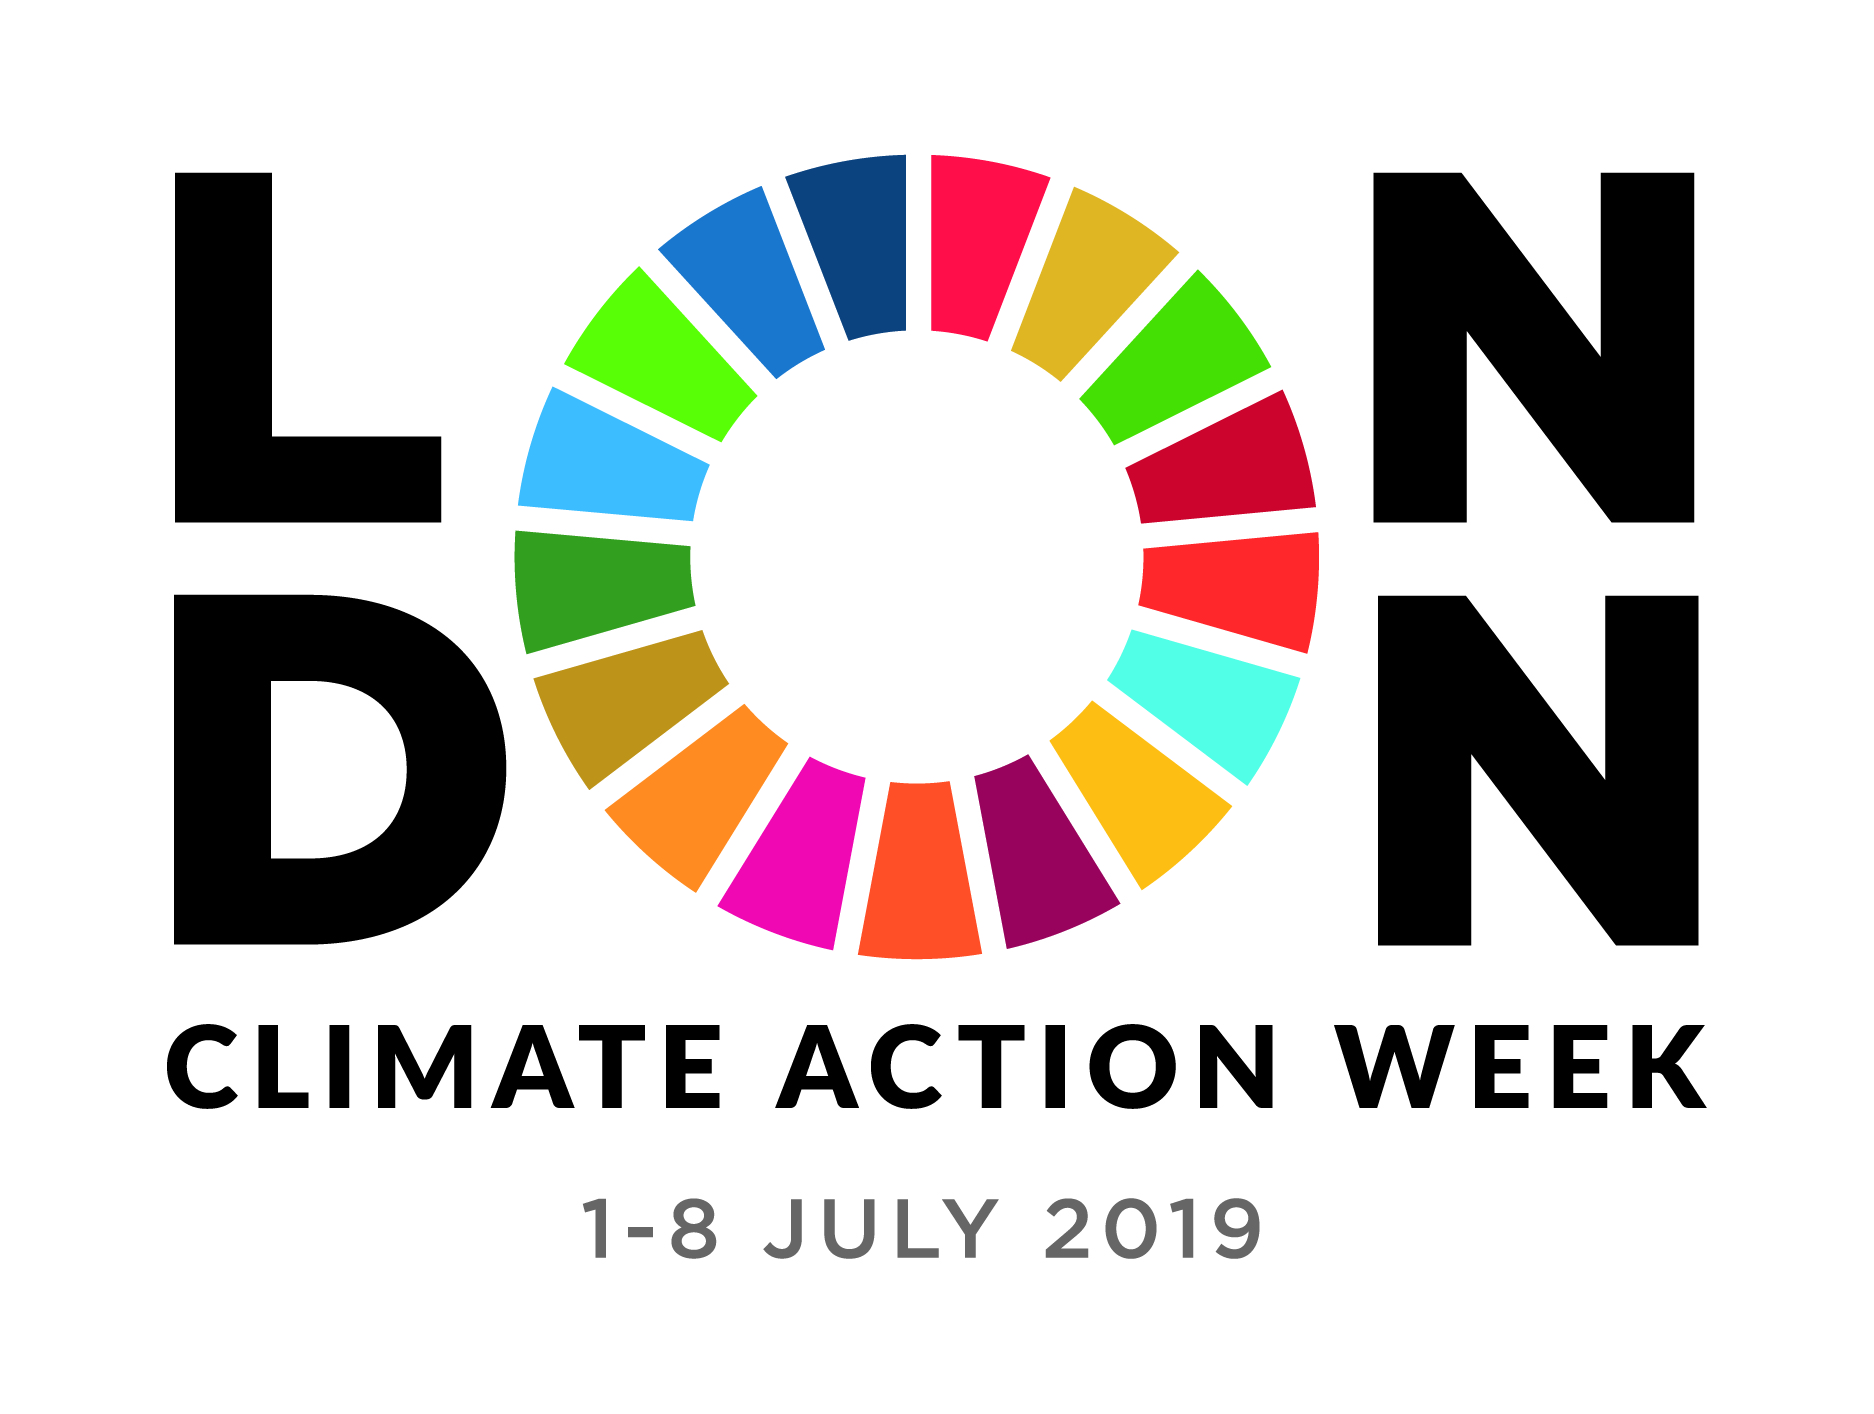 LON
DON
CLIMATE ACTION WEEK
1-8 JULY 2019